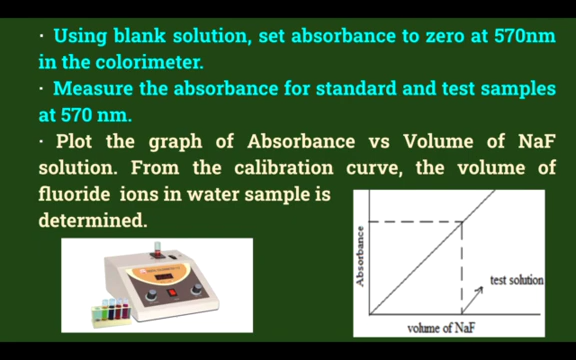 · Using blank solution, set absorbance to zero at 570nm
in the colorimeter.
· Measure the absorbance for standard and test samples
at 570 nm.
· Plot the graph of Absorbance vs Volume of NaF
solution. From the calibration curve, the volume of
fluoride ions in water sample is
determined.
Absorbance
test solution
volume of NaF